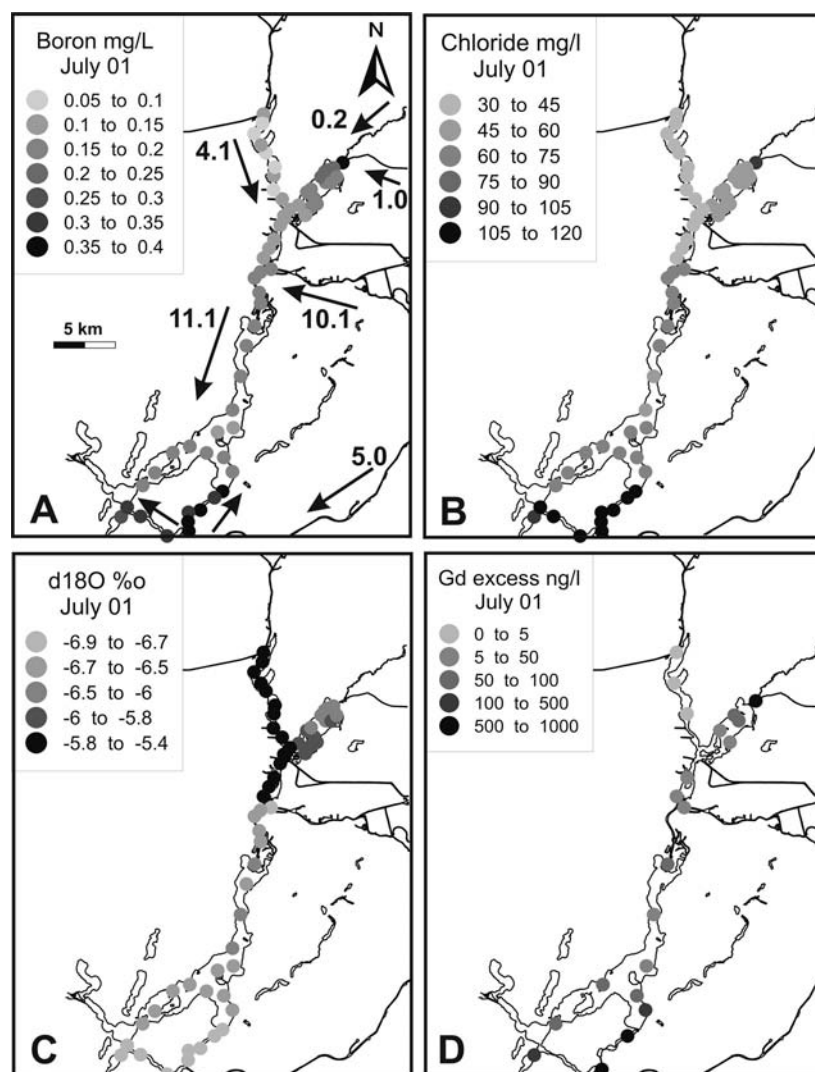 Boron mg/L
July 01
0.05 to 0.1
0.1 to 0.15
0.15 to 0.2
0.2 to 0.25
0.25 to 0.3
0.3 to 0.35
0.35 to 0.4
N
0.2
4.1
1.0
11.1
10.1
5 km
5.0
A
Chloride mg/l
July 01
30 to 45
45 to 60
60 to 75
75 to 90
90 to 105
105 to 120
B
d18O %o
July 01
-6.9 to -6.7
-6.7 to -6.5
-6.5 to -6
-6 to -5.8
-5.8 to -5.4
C
Gd excess ng/l
July 01
0 to 5
5 to 50
50 to 100
100 to 500
500 to 1000
D